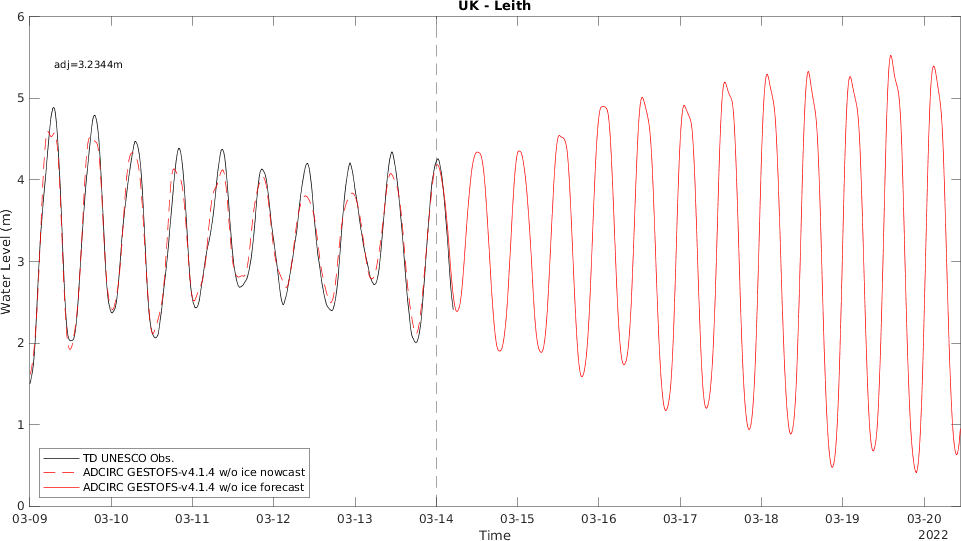 UK - Leith
adj=3.2344m
Water Level (m)
6
5
4
3
2
1
0
TD UNESCO Obs.
ADCIRC GESTOFS-v4.1.4 w/o ice nowcast
ADCIRC GESTOFS-v4.1.4 w/o ice forecast
03-09 03-10 03-11 03-12 03-13 03-14 03-15 03-16 03-17 03-18 03-19 03-20
Time
2022